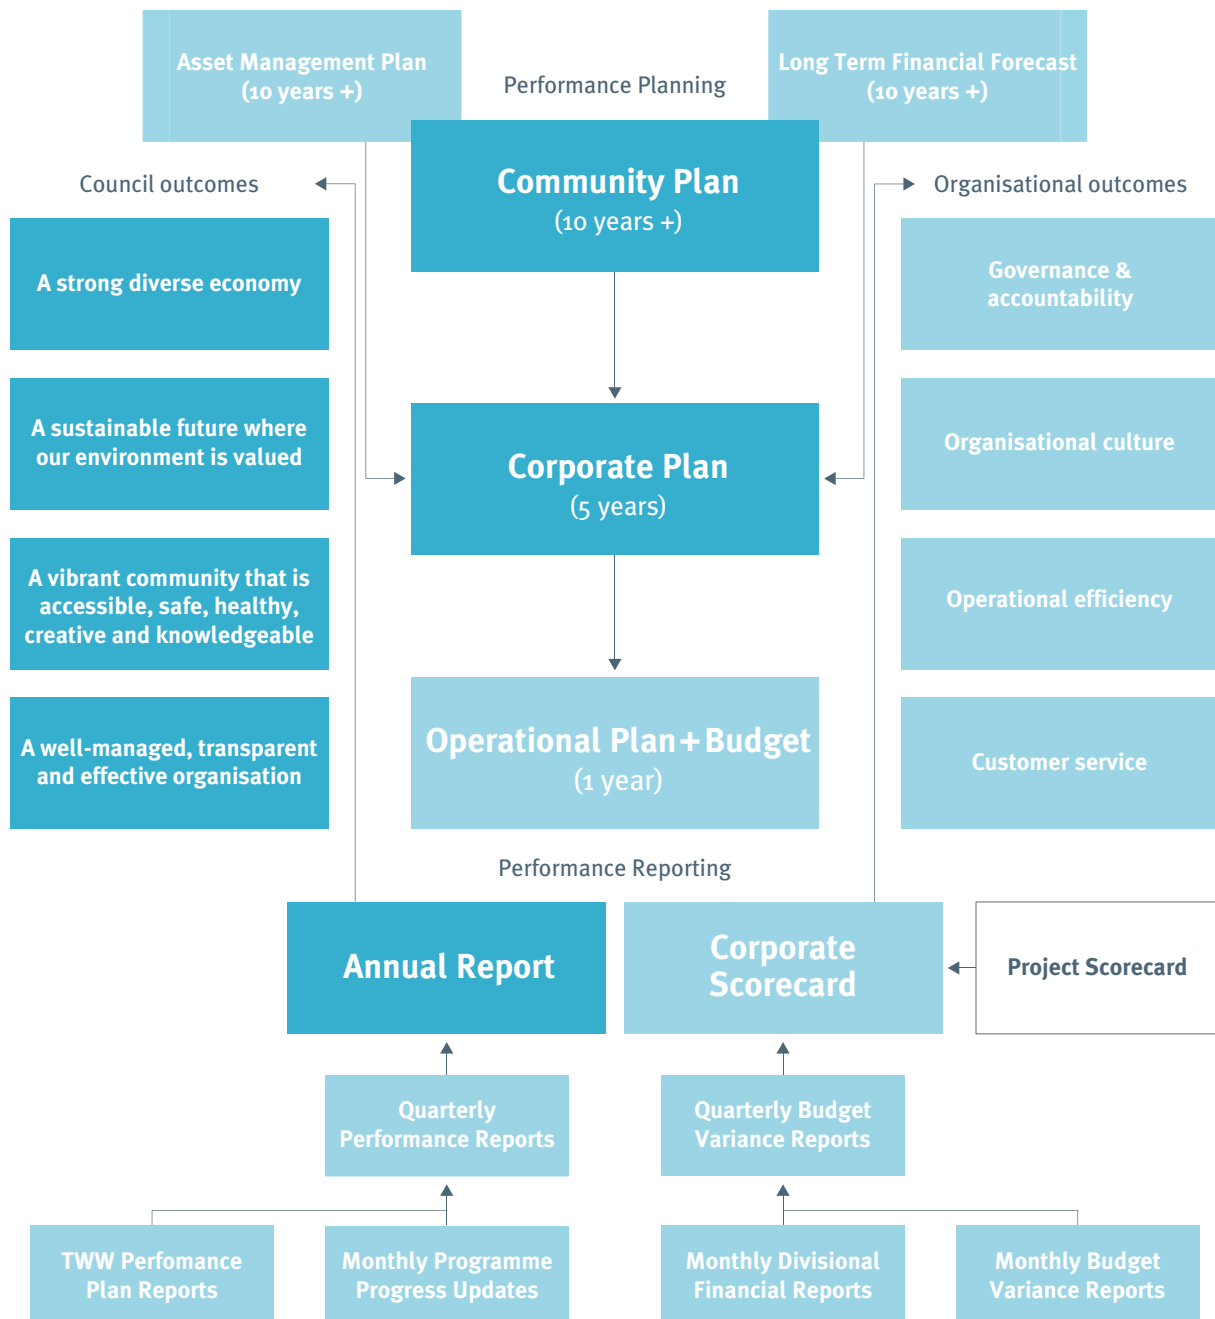 Asset Management Plan
(10 years +)
Performance Planning
Long Term Financial Forecast
(10 years +)
Community Plan
(10 years +)
Council outcomes
Organisational outcomes
A strong diverse economy
Governance &
accountability
A sustainable future where
our environment is valued
Corporate Plan
(5 years)
Organisational culture
A vibrant community that is
accessible, safe, healthy,
creative and knowledgeable
Operational efficiency
A well-managed, transparent
and effective organisation
Operational Plan + Budget
(1 year)
Customer service
Performance Reporting
Annual Report
Corporate
Scorecard
Project Scorecard
Quarterly
Performance Reports
Quarterly Budget
Variance Reports
TWW Perfomance
Plan Reports
Monthly Programme
Progress Updates
Monthly Divisional
Financial Reports
Monthly Budget
Variance Reports